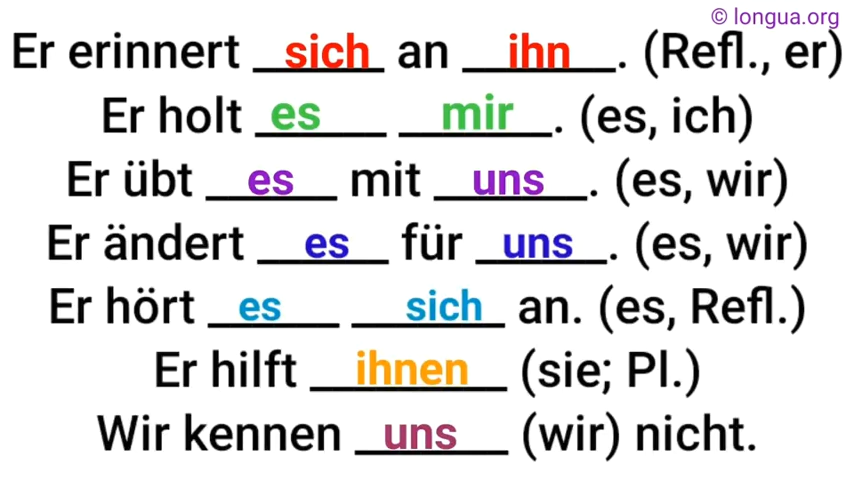 © longua.org
Er erinnert sich an ihn. (Refl., er)
Er holt es mir. (es, ich)
Er übt es mit uns. (es, wir)
Er ändert es für uns. (es, wir)
Er hört es sich an. (es, Refl.)
Er hilft ihnen (sie; Pl.)
Wir kennen uns (wir) nicht.